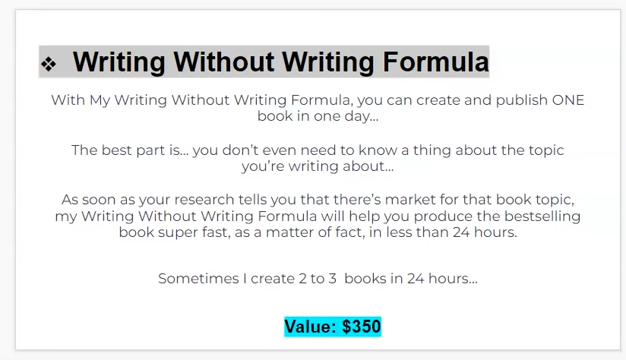 ❖ Writing Without Writing Formula
With My Writing Without Writing Formula, you can create and publish ONE
book in one day...
The best part is... you don't even need to know a thing about the topic
you're writing about...
As soon as your research tells you that there's market for that book topic,
my Writing Without Writing Formula will help you produce the bestselling
book super fast, as a matter of fact, in less than 24 hours.
Sometimes I create 2 to 3 books in 24 hours...
Value: $350